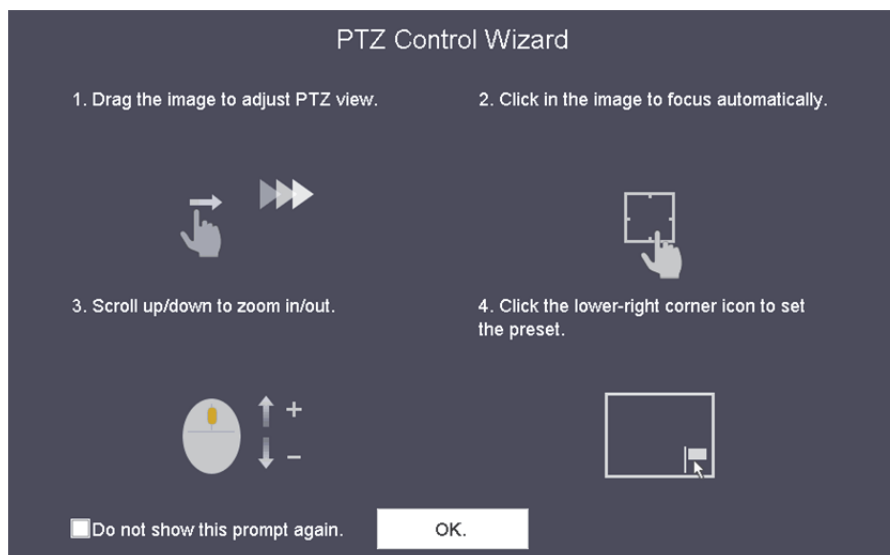 PTZ Control Wizard
1. Drag the image to adjust PTZ view.
2. Click in the image to focus automatically.
3. Scroll up/down to zoom in/out.
4. Click the lower-right corner icon to set
the preset.
Do not show this prompt again.
OK.